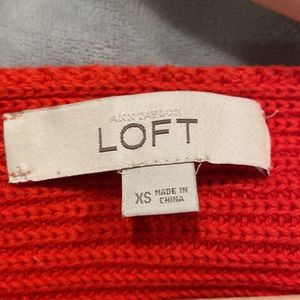 ANN TAYLOR
LOFT
XS MADE IN
CHINA